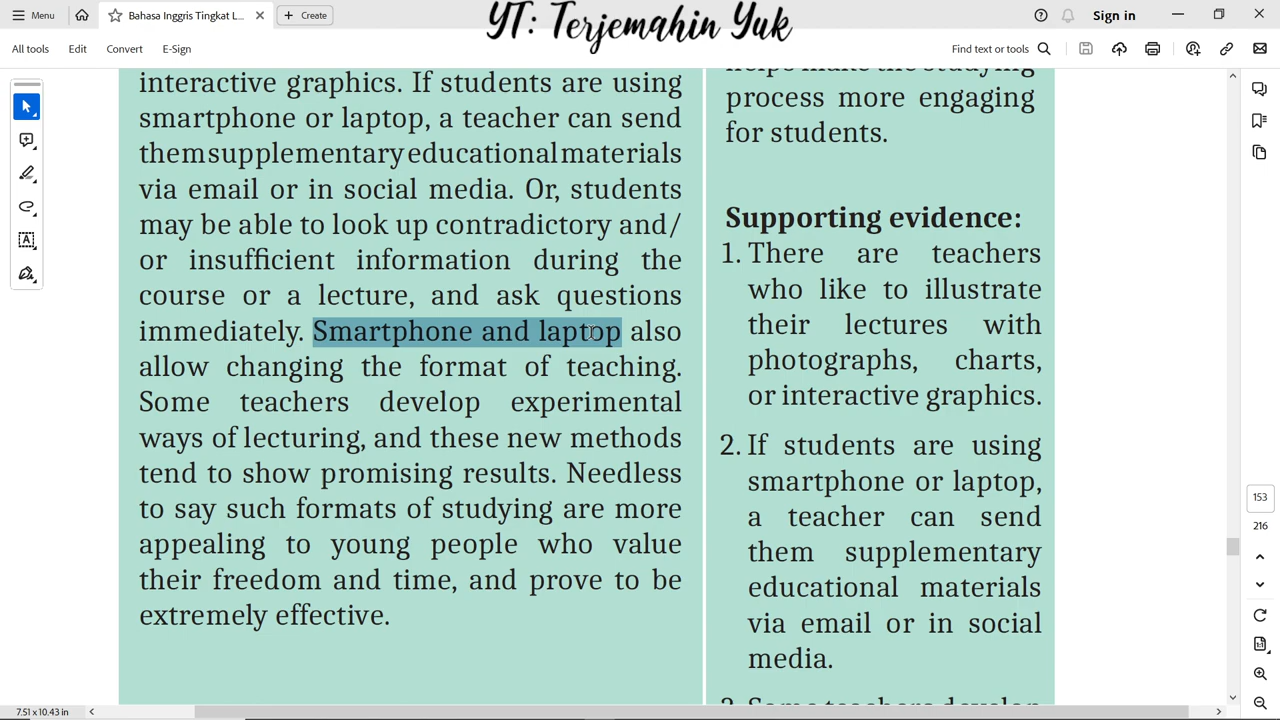 Menu
Bahasa Inggris Tingkat L...
Create
YT: Terjemahin Yuk
Sign in
All tools
Edit
Convert
E-Sign
Find text or tools
interactive graphics. If students are using
smartphone or laptop, a teacher can send
them supplementary educational materials
via email or in social media. Or, students
may be able to look up contradictory and/
or insufficient information during the
course or a lecture, and ask questions
immediately. Smartphone and laptop also
allow changing the format of teaching.
Some teachers develop experimental
ways of lecturing, and these new methods
tend to show promising results. Needless
to say such formats of studying are more
appealing to young people who value
their freedom and time, and prove to be
extremely effective.
helps make the studying
process more engaging
for students.
Supporting evidence:
1. There are teachers
who like to illustrate
their lectures with
photographs, charts,
or interactive graphics.
2. If students are using
smartphone or laptop,
a teacher can send
them supplementary
educational materials
via email or in social
media.
3. Some teachers develop
153
216
7.51 x 10.43 in